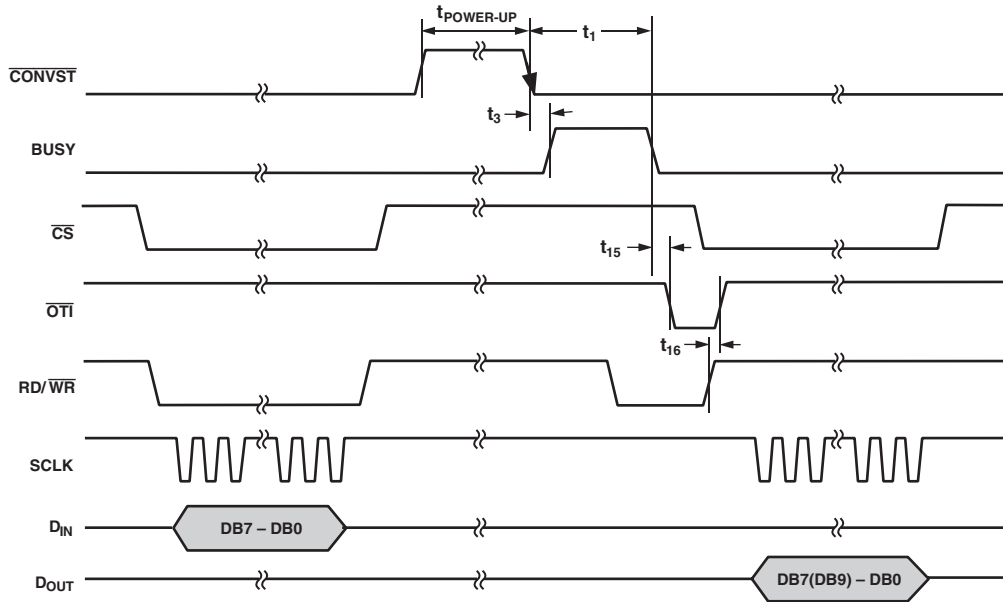 tPOWER-UP
t1
CONVST
t3
BUSY
CS
t15
OTI
t16
RD/WR
SCLK
DIN
DB7 – DB0
DOUT
DB7(DB9) – DB0